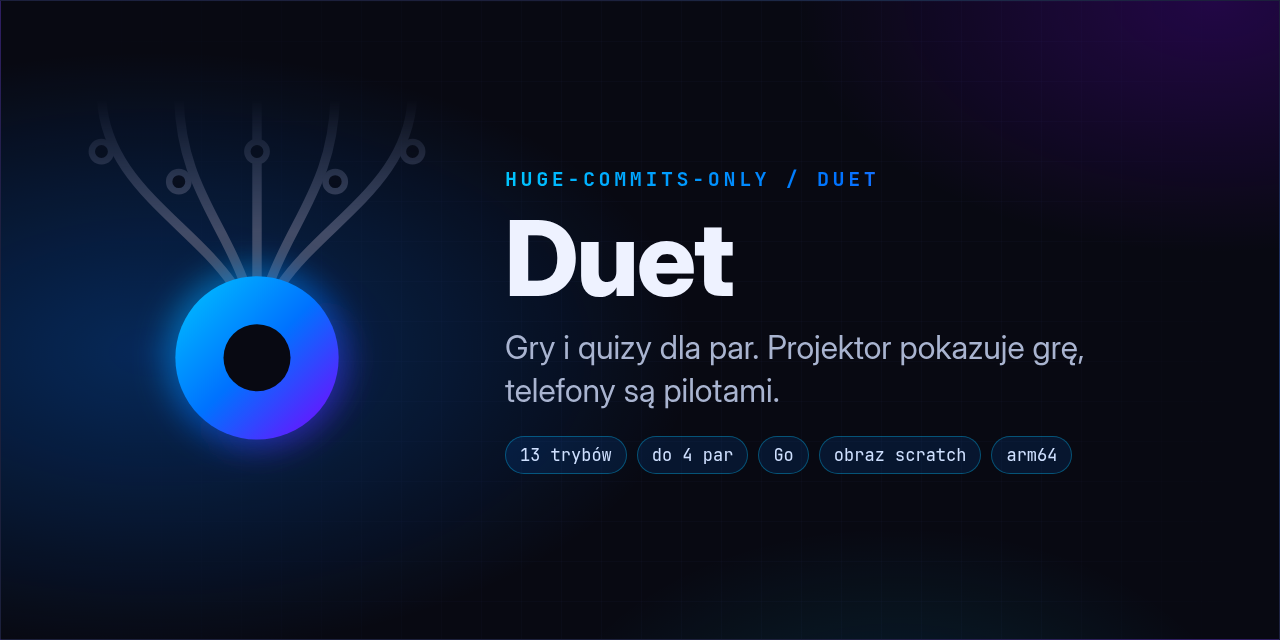 HUGE-COMMITS-ONLY / DUET
Duet
Gry i quizy dla par. Projektor pokazuje grę,
telefony są pilotami.
13 trybów do 4 par Go obraz scratch arm64